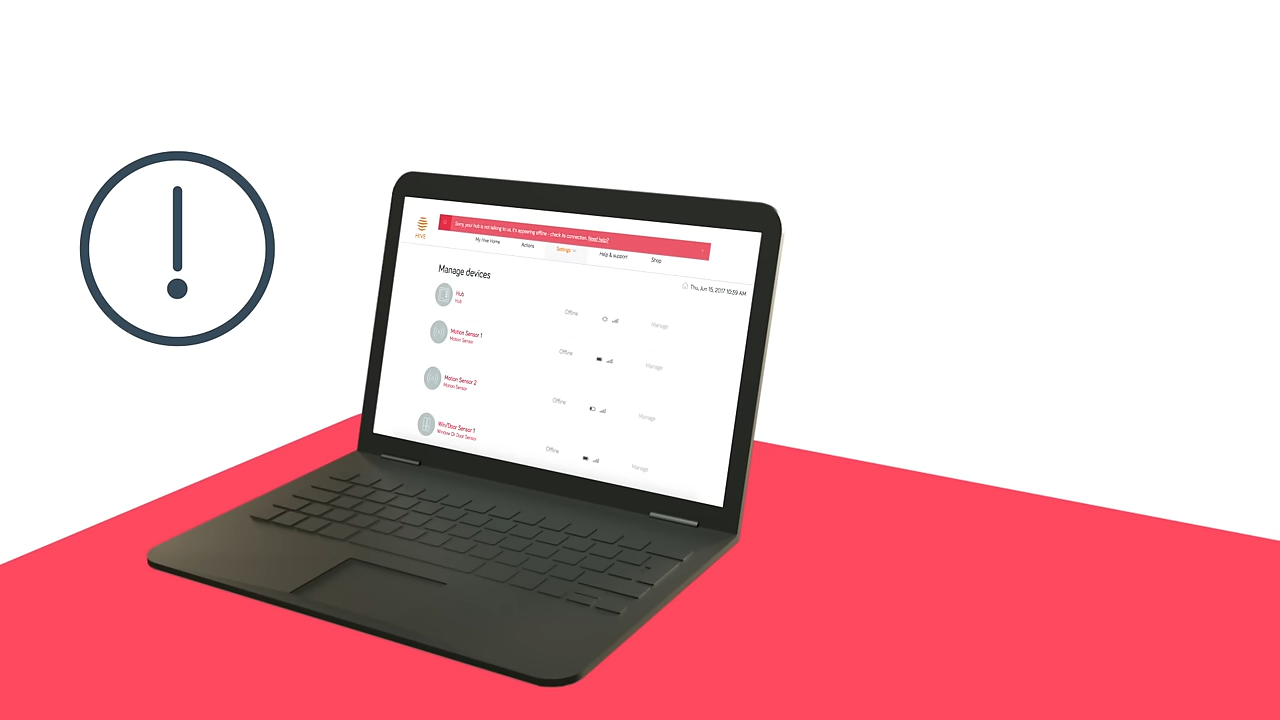 Sorry, your hub is not talking to us, it's appearing offline - check its connection. Need help?
HIVE
My Hive Home
Actions
Settings
Help & support
Shop
Thu, Jun 15, 2017 10:59 AM
Manage devices
Hub
Hub
Offline
Manage
Motion Sensor 1
Motion Sensor
Offline
Manage
Motion Sensor 2
Motion Sensor
Offline
Manage
Win/Door Sensor 1
Window Or Door Sensor
Offline
Manage